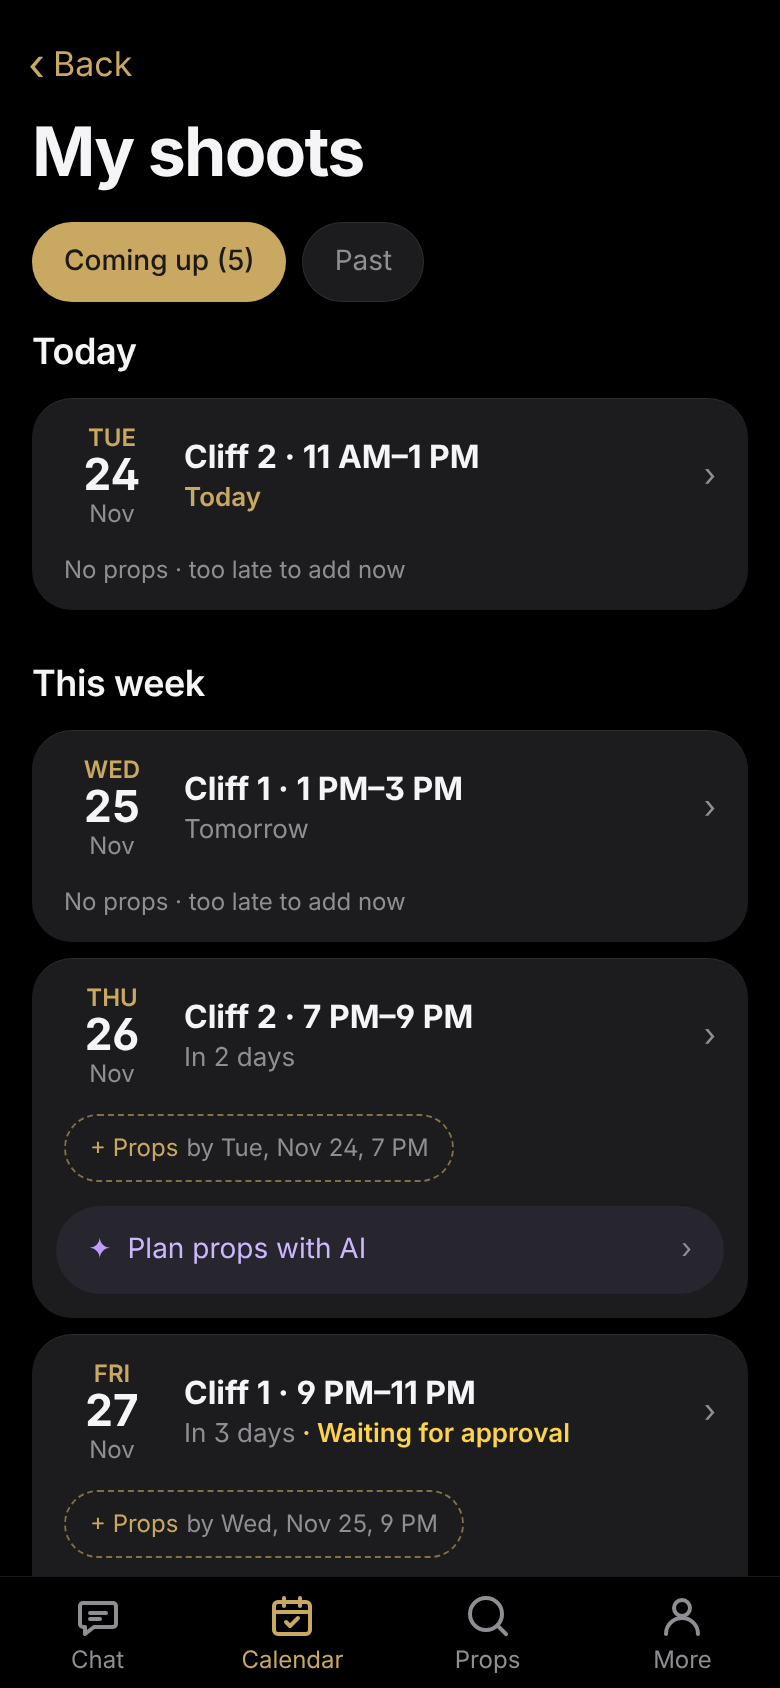 ‹ Back
My shoots
Coming up (5)
Past
Today
TUE
24
Nov
Cliff 2 · 11 AM–1 PM
Today
No props · too late to add now
This week
WED
25
Nov
Cliff 1 · 1 PM–3 PM
Tomorrow
No props · too late to add now
THU
26
Nov
Cliff 2 · 7 PM–9 PM
In 2 days
+ Props by Tue, Nov 24, 7 PM
Plan props with AI
FRI
27
Nov
Cliff 1 · 9 PM–11 PM
In 3 days · Waiting for approval
+ Props by Wed, Nov 25, 9 PM
Chat
Calendar
Props
More